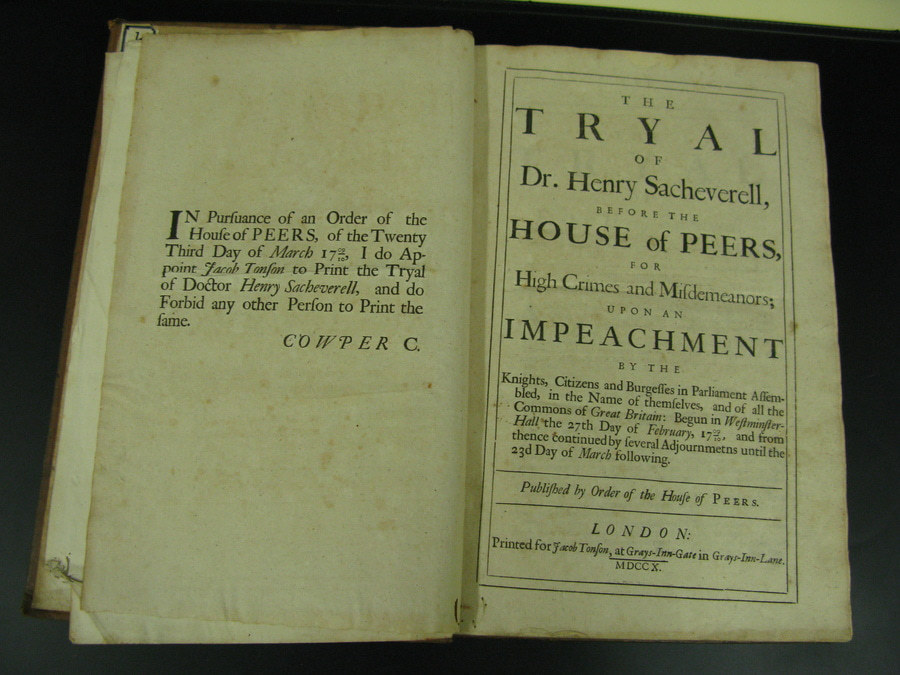 IN Purſuance of an Order of the
Houſe of PEERS, of the Twenty
Third Day of March 17 09/10, I do Ap-
point Jacob Tonſon to Print the Tryal
of Doctor Henry Sacheverell, and do
Forbid any other Perſon to Print the
ſame.
COWPER C.
THE
TRYAL
OF
Dr. Henry Sacheverell,
BEFORE THE
HOUSE of PEERS,
FOR
High Crimes and Miſdemeanors;
UPON AN
IMPEACHMENT
BY THE
Knights, Citizens and Burgeſſes in Parliament Aſſem-
bled, in the Name of themſelves, and of all the
Commons of Great Britain: Begun in Weſtminſter-
Hall the 27th Day of February, 17 09/10, and from
thence continued by ſeveral Adjournmetns until the
23d Day of March following.
Publiſhed by Order of the Houſe of PEERS.
LONDON:
Printed for Jacob Tonſon, at Grays-Inn-Gate in Grays-Inn-Lane.
MDCCX.